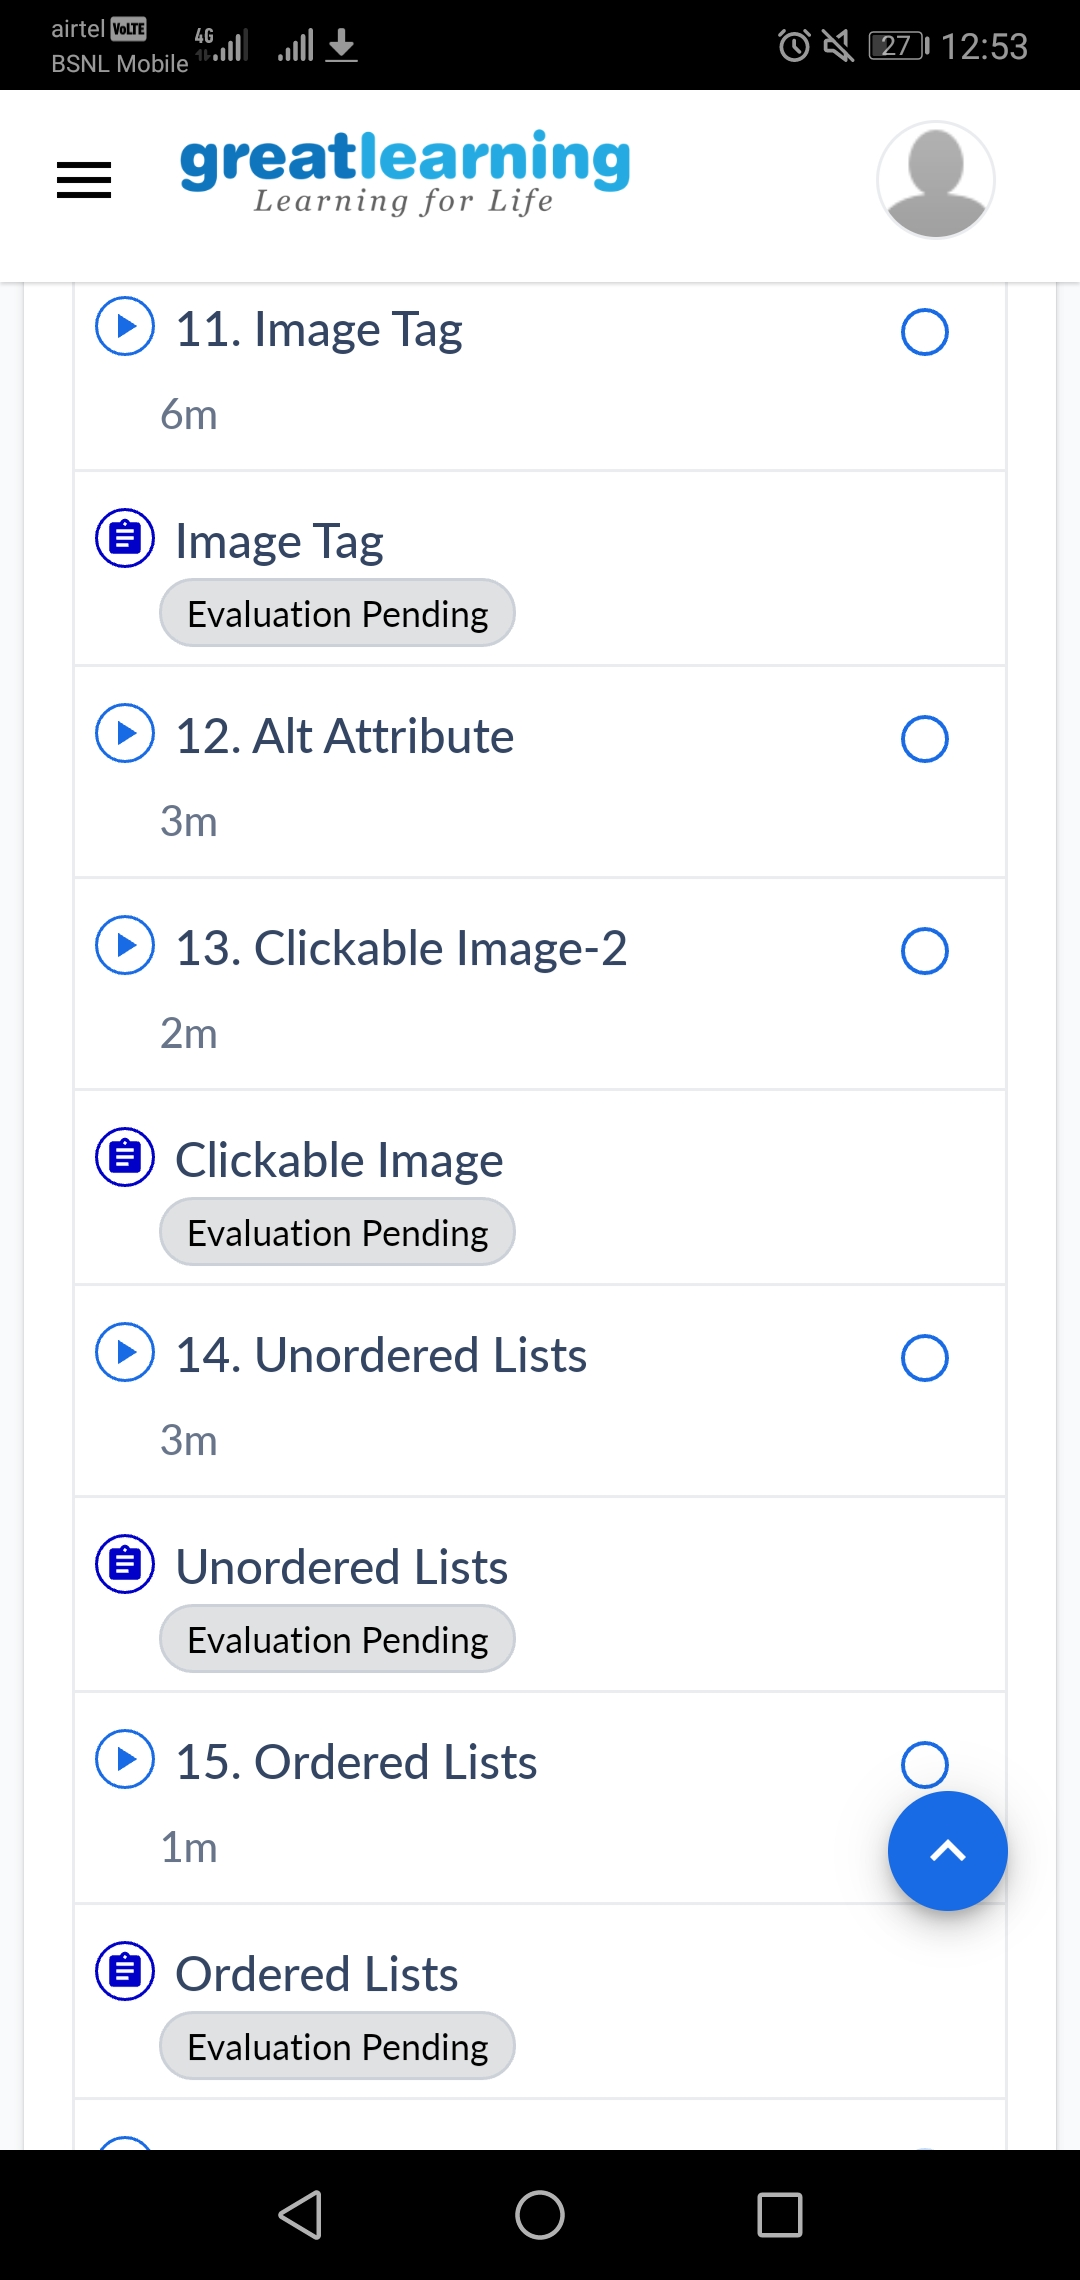 airtel VoLTE
BSNL Mobile
4G
27
12:53
greatlearning
Learning for Life
11. Image Tag
6m
Image Tag
Evaluation Pending
12. Alt Attribute
3m
13. Clickable Image-2
2m
Clickable Image
Evaluation Pending
14. Unordered Lists
3m
Unordered Lists
Evaluation Pending
15. Ordered Lists
1m
Ordered Lists
Evaluation Pending